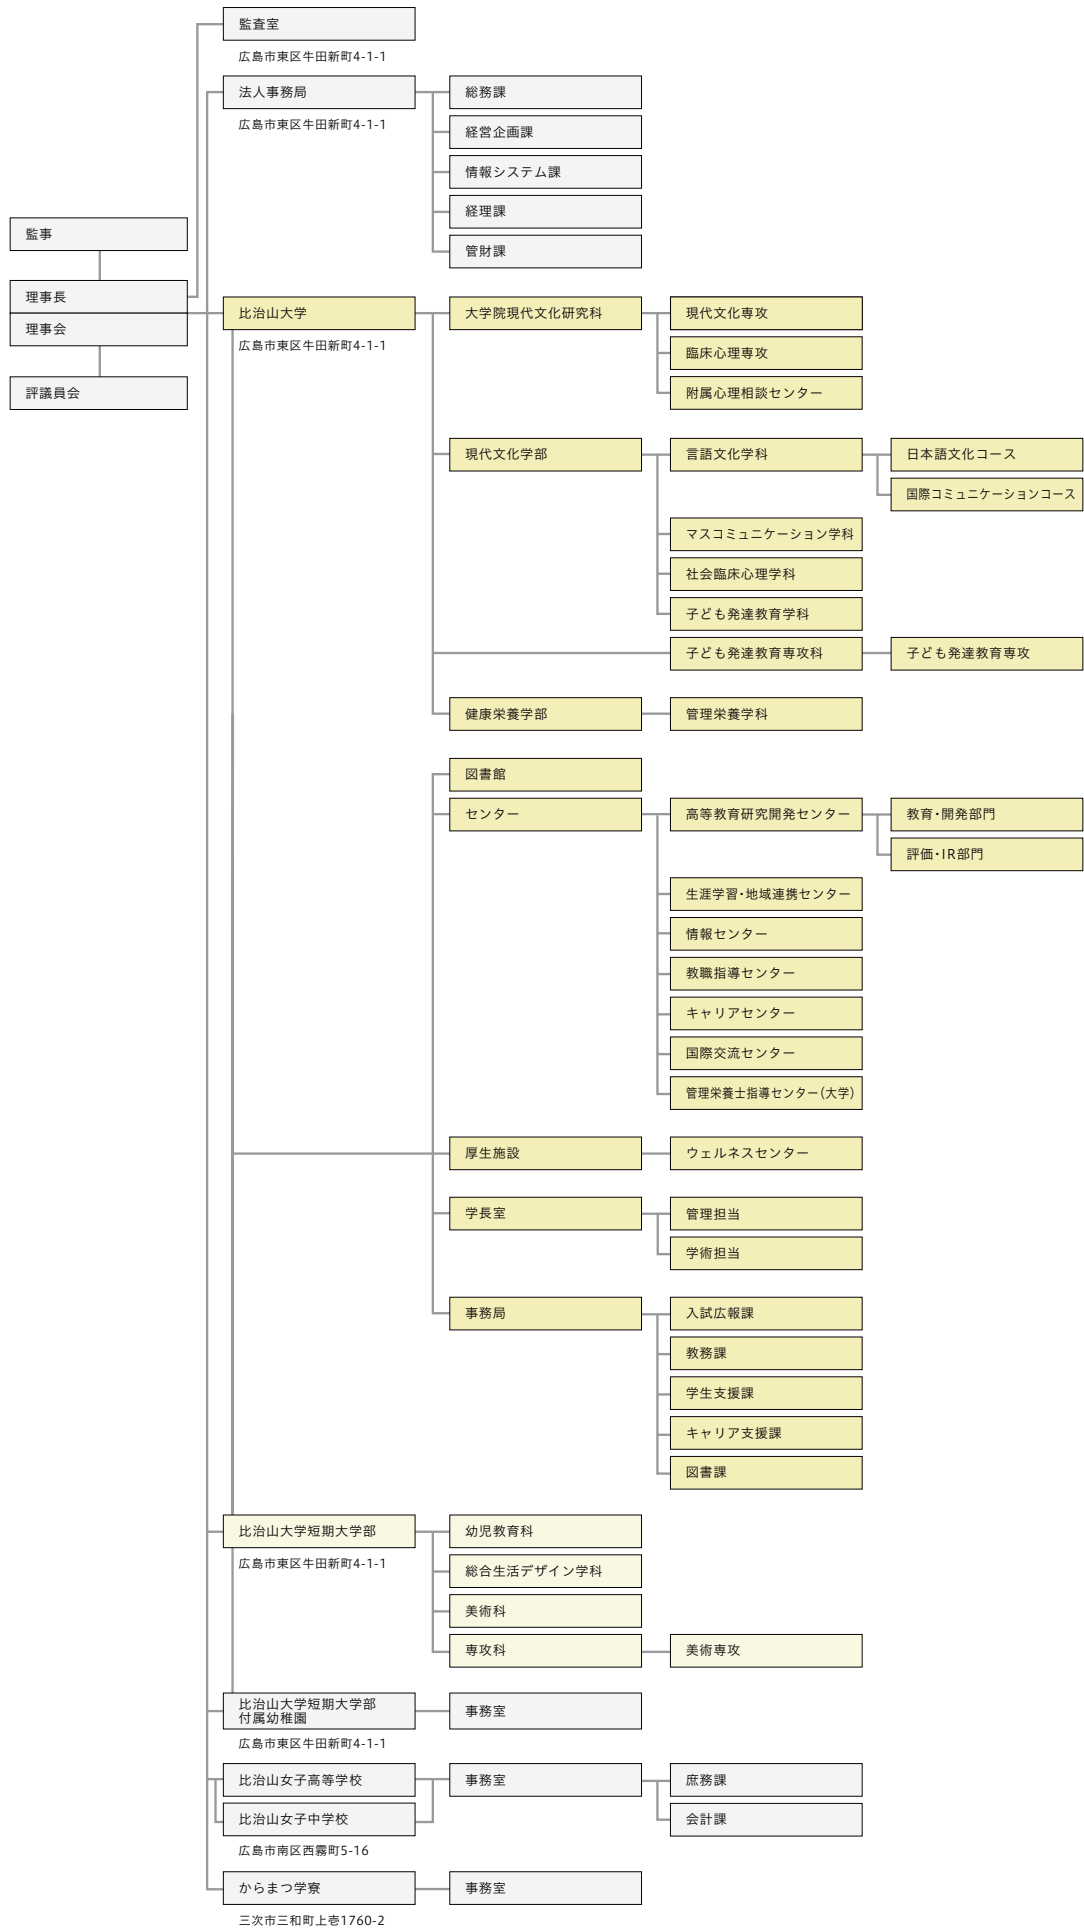 監査室
広島市東区牛田新町4-1-1
法人事務局
広島市東区牛田新町4-1-1
総務課
経営企画課
情報システム課
経理課
管財課
監事
理事長
理事会
評議員会
比治山大学
広島市東区牛田新町4-1-1
大学院現代文化研究科
現代文化専攻
臨床心理専攻
附属心理相談センター
現代文化学部
言語文化学科
日本語文化コース
国際コミュニケーションコース
マスコミュニケーション学科
社会臨床心理学科
子ども発達教育学科
子ども発達教育専攻科
子ども発達教育専攻
健康栄養学部
管理栄養学科
図書館
センター
高等教育研究開発センター
教育・開発部門
評価・IR部門
生涯学習・地域連携センター
情報センター
教職指導センター
キャリアセンター
国際交流センター
管理栄養士指導センター(大学)
厚生施設
ウェルネスセンター
学長室
管理担当
学術担当
事務局
入試広報課
教務課
学生支援課
キャリア支援課
図書課
比治山大学短期大学部
広島市東区牛田新町4-1-1
幼児教育科
総合生活デザイン学科
美術科
専攻科
美術専攻
比治山大学短期大学部
付属幼稚園
広島市東区牛田新町4-1-1
事務室
比治山女子高等学校
比治山女子中学校
広島市南区西霞町5-16
事務室
庶務課
会計課
からまつ学寮
三次市三和町上壱1760-2
事務室